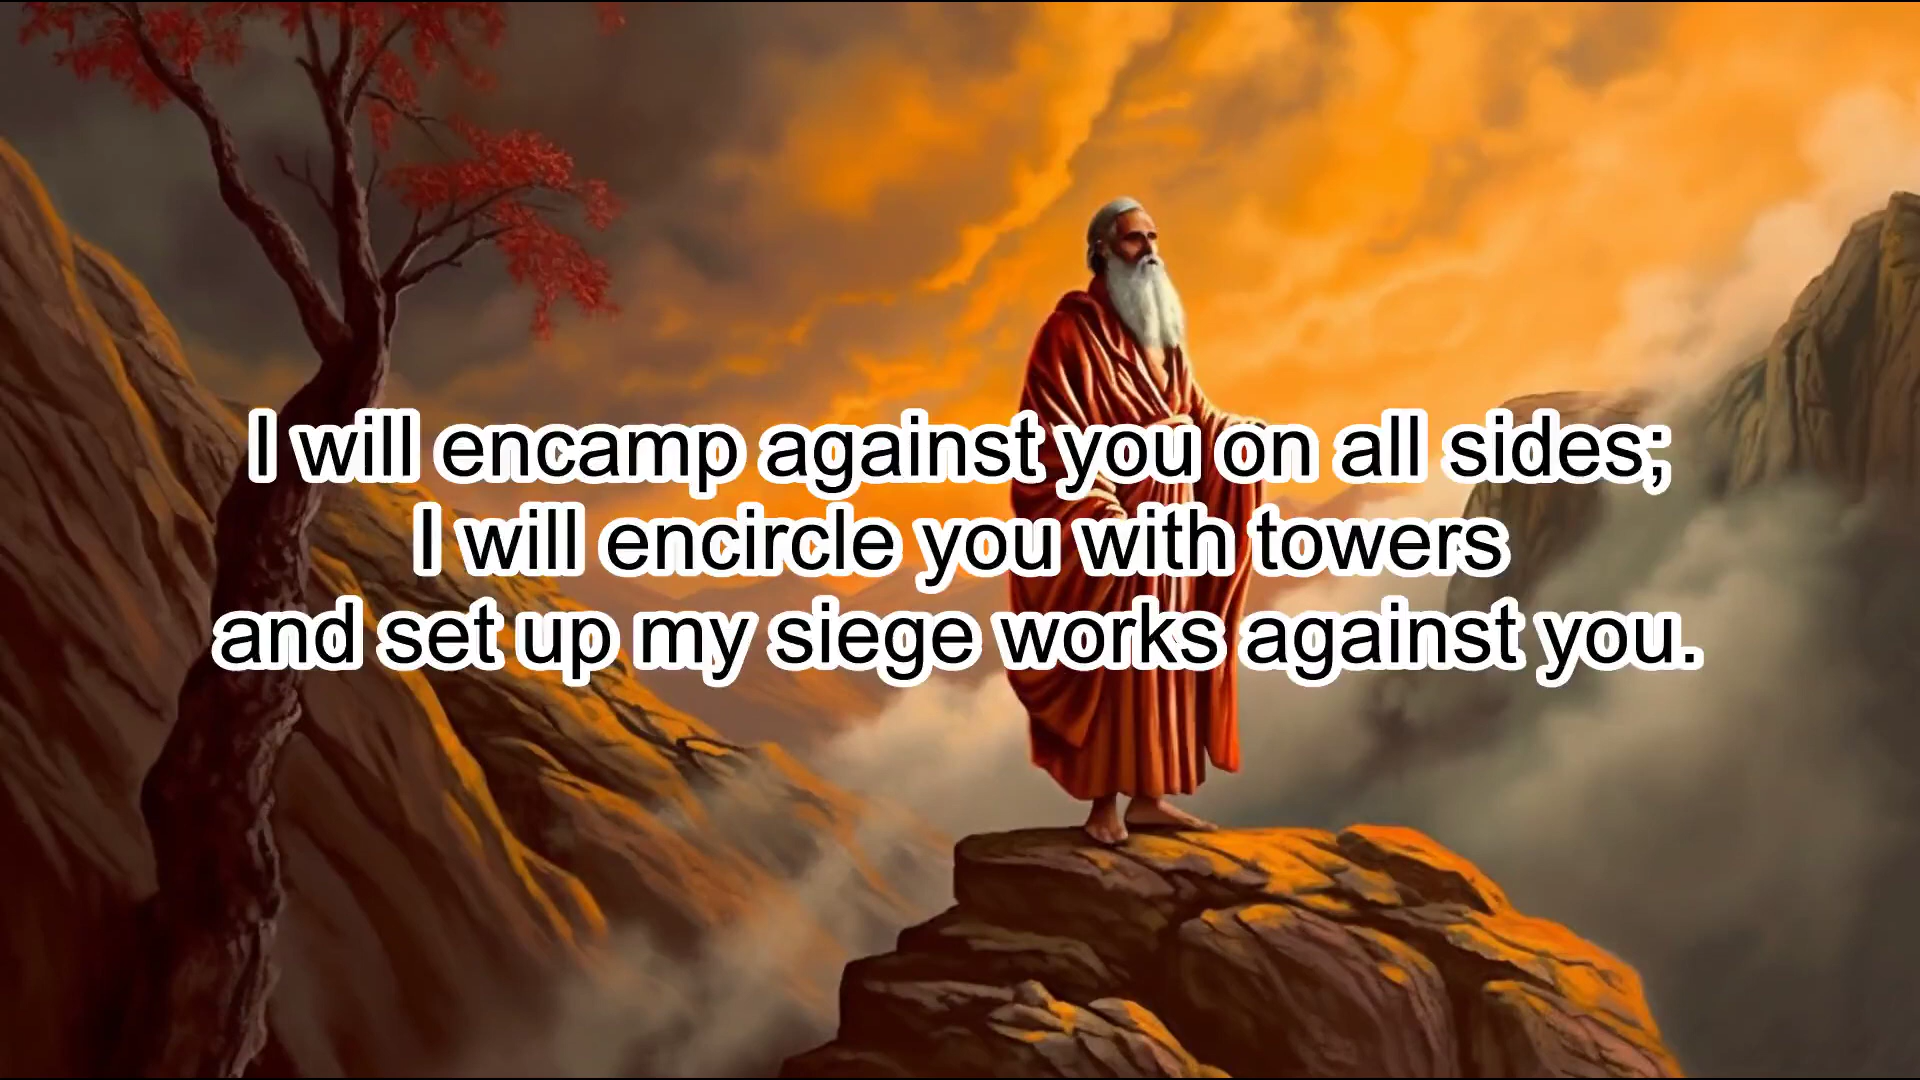 I will encamp against you on all sides;
I will encircle you with towers
and set up my siege works against you.